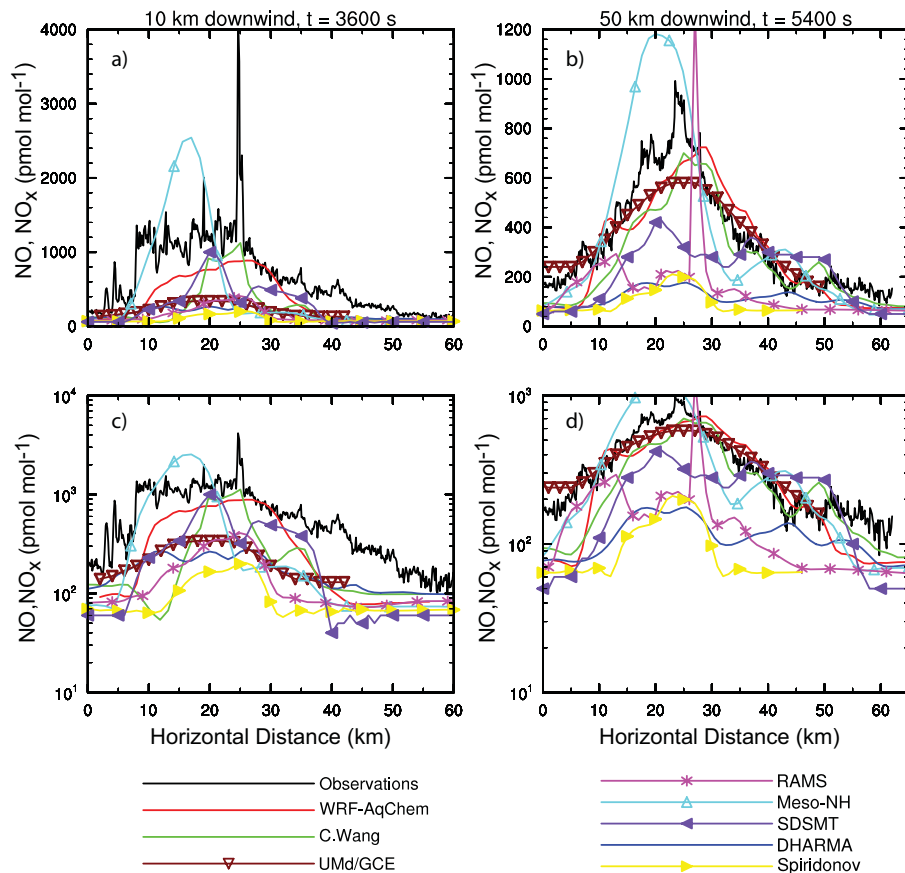 10 km downwind, t = 3600 s
50 km downwind, t = 5400 s
a)
NO, NOx (pmol mol⁻¹)
4000
3000
2000
1000
0
0 10 20 30 40 50 60
b)
NO, NOx (pmol mol⁻¹)
1200
1000
800
600
400
200
0
0 10 20 30 40 50 60
c)
NO,NOx (pmol mol⁻¹)
10⁴
10³
10²
10¹
0 10 20 30 40 50 60
Horizontal Distance (km)
d)
NO,NOx (pmol mol⁻¹)
10³
10²
10¹
0 10 20 30 40 50 60
Horizontal Distance (km)
Observations
WRF-AqChem
C.Wang
UMd/GCE
RAMS
Meso-NH
SDSMT
DHARMA
Spiridonov